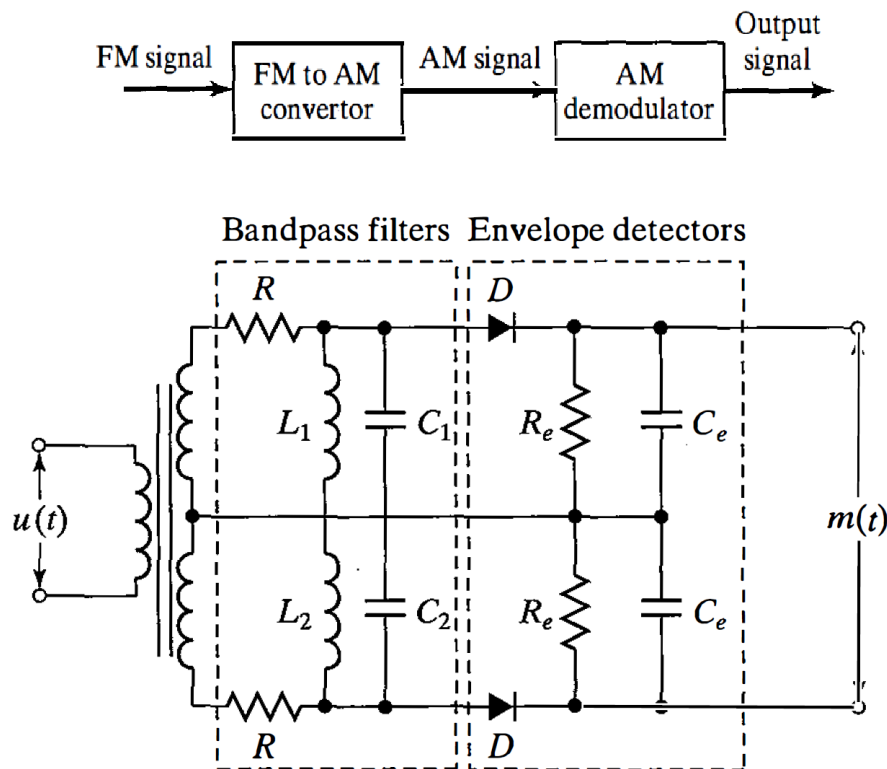 FM signal
FM to AM
convertor
AM signal
AM
demodulator
Output
signal
Bandpass filters
Envelope detectors
R
D
L1
C1
Re
Ce
u(t)
m(t)
L2
C2
Re
Ce
R
D